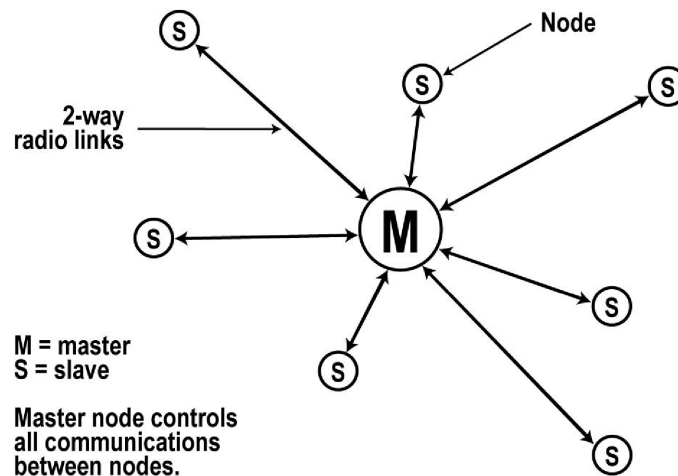 S
Node
S
S
2-way
radio links
M
S
S
S
S
M = master
S = slave
Master node controls
all communications
between nodes.